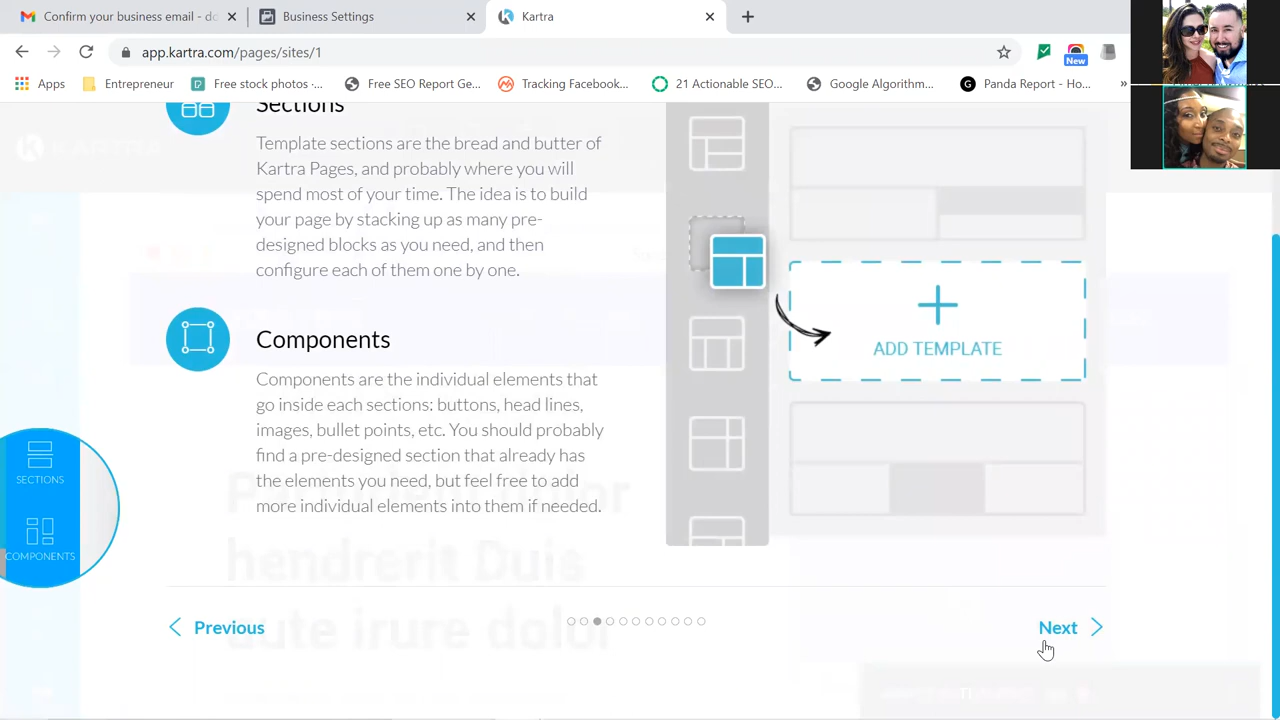 Confirm your business email - do
Business Settings
Kartra
app.kartra.com/pages/sites/1
New
Apps
Entrepreneur
Free stock photos -...
Free SEO Report Ge...
Tracking Facebook...
21 Actionable SEO...
Google Algorithm...
Panda Report - Ho...
»
Sections
Template sections are the bread and butter of
Kartra Pages, and probably where you will
spend most of your time. The idea is to build
your page by stacking up as many pre-
designed blocks as you need, and then
configure each of them one by one.
ADD TEMPLATE
Components
Components are the individual elements that
go inside each sections: buttons, head lines,
images, bullet points, etc. You should probably
find a pre-designed section that already has
the elements you need, but feel free to add
more individual elements into them if needed.
SECTIONS
COMPONENTS
hendrerit Duis
aute irure dolor
Previous
Next